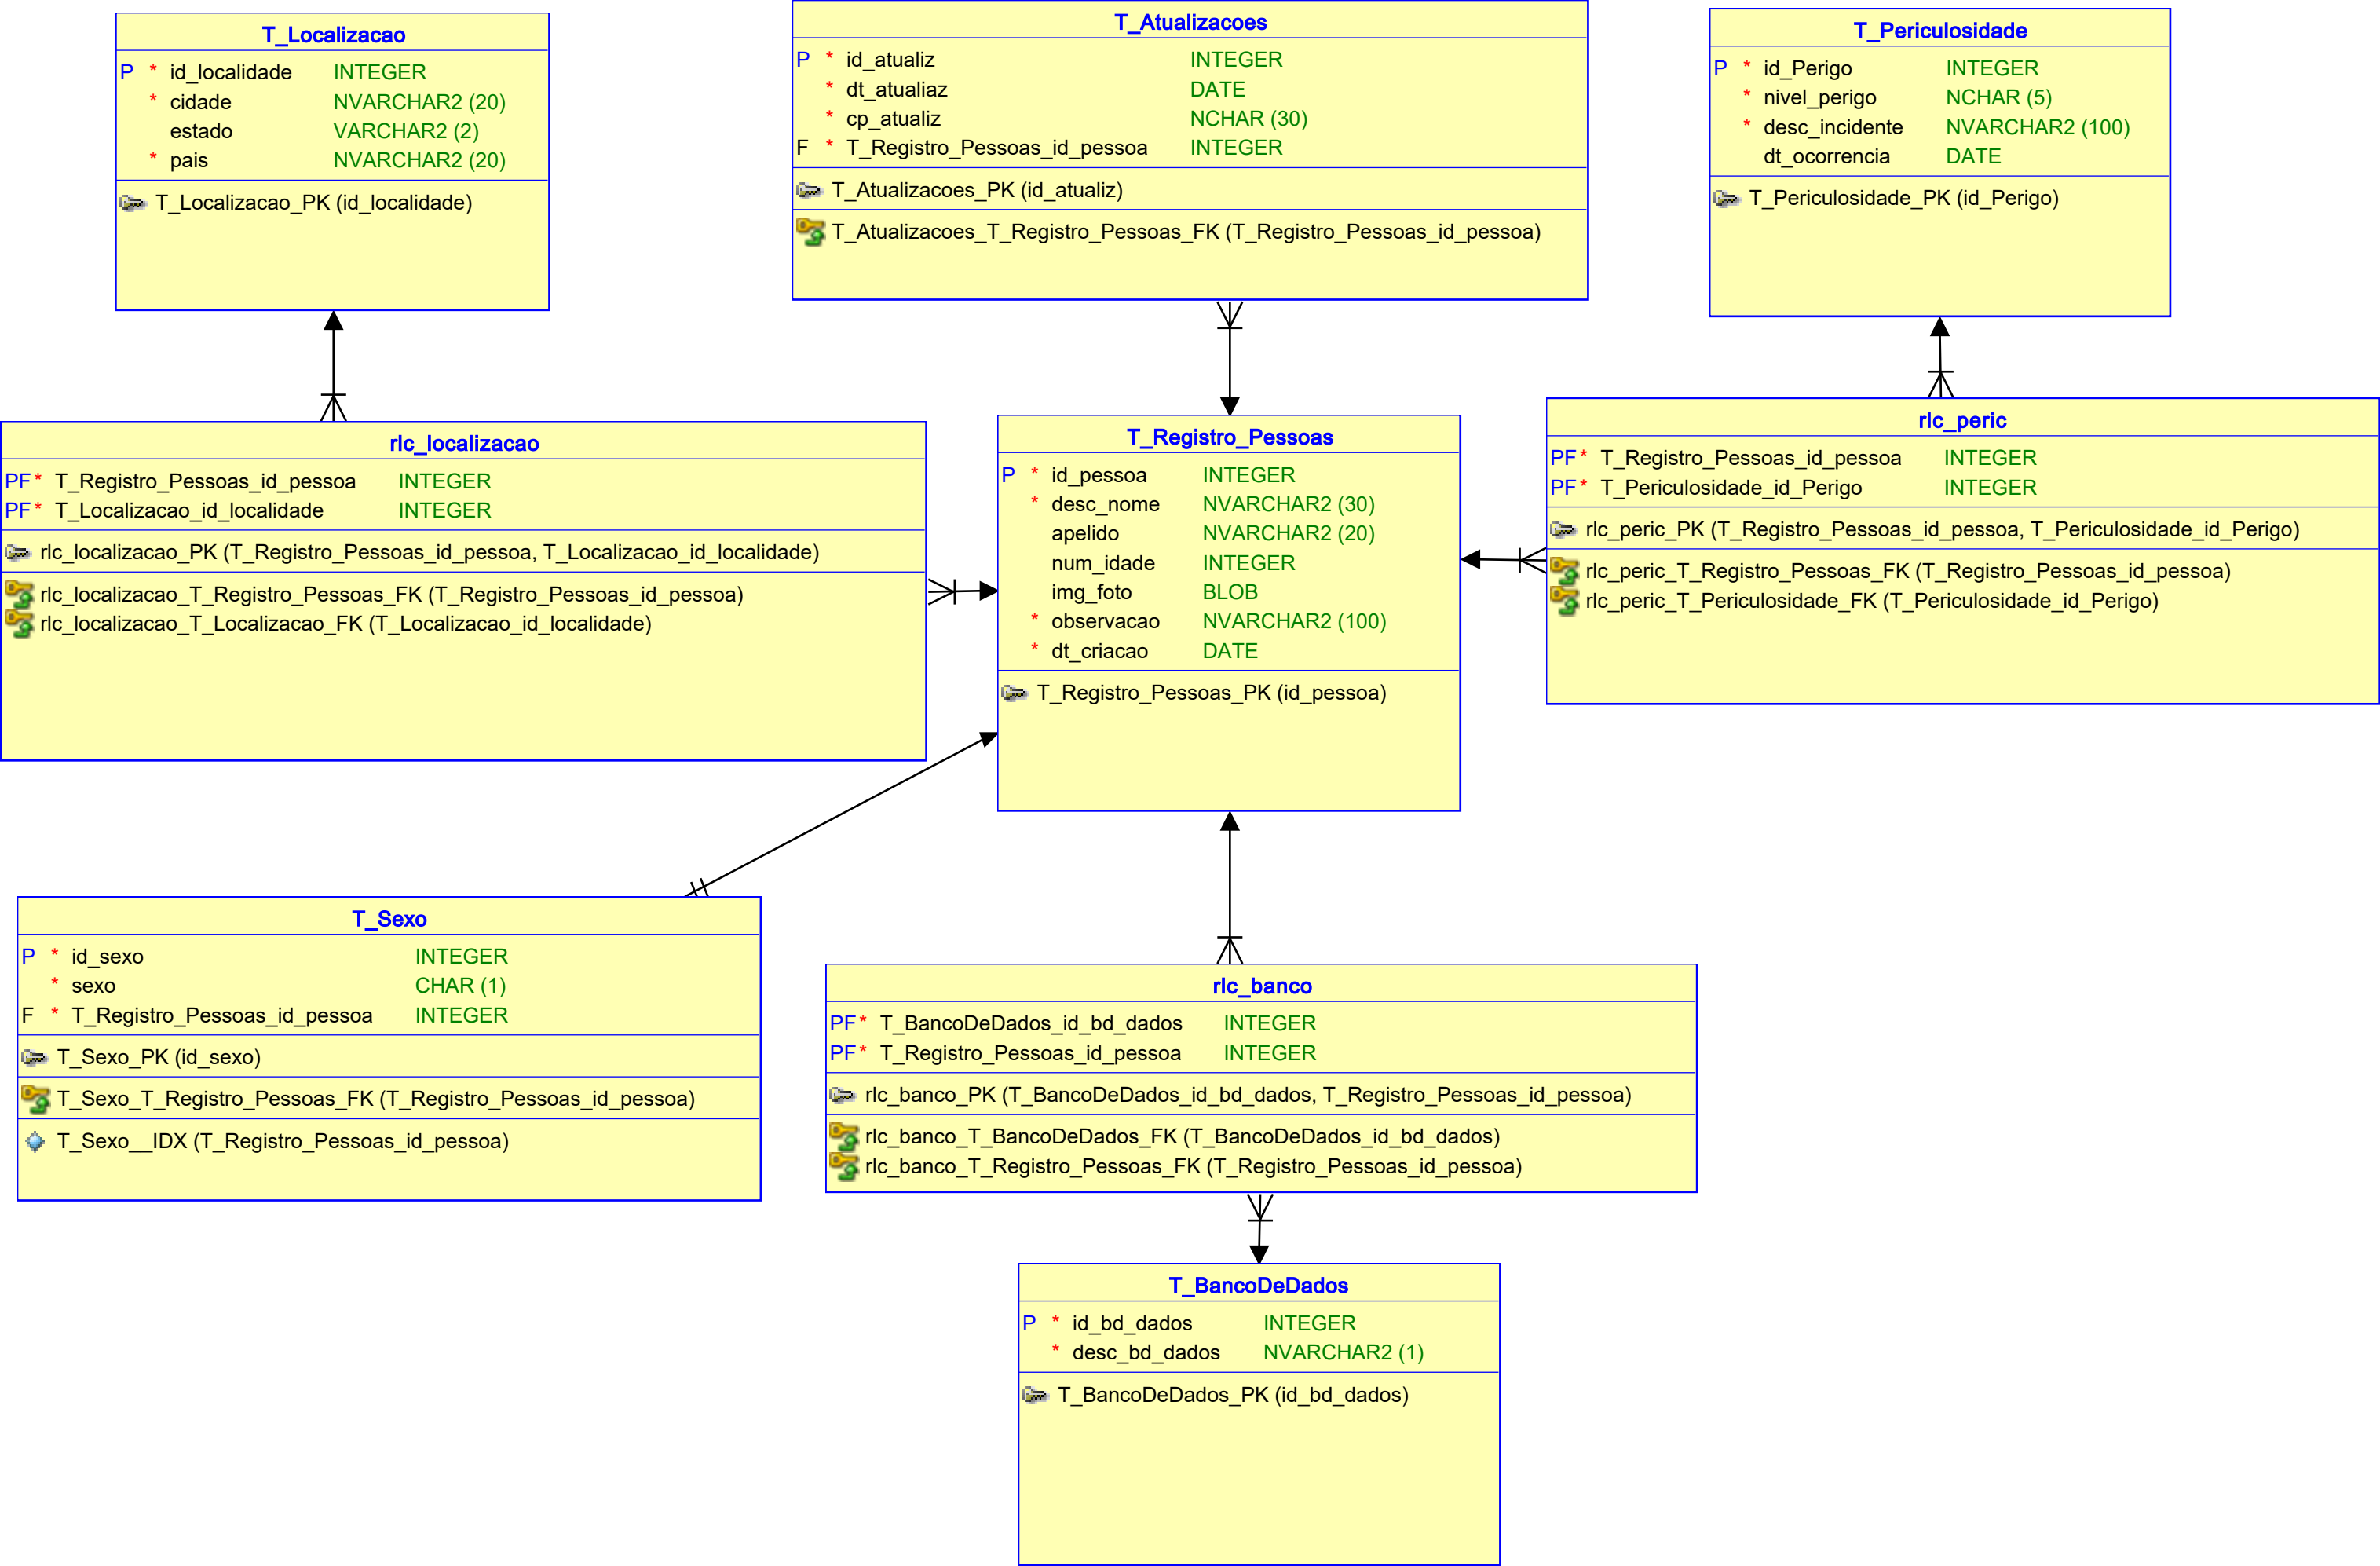 T_Localizacao
P * id_localidade INTEGER
* cidade NVARCHAR2 (20)
estado VARCHAR2 (2)
* pais NVARCHAR2 (20)
T_Localizacao_PK (id_localidade)
T_Atualizacoes
P * id_atualiz INTEGER
* dt_atualiaz DATE
* cp_atualiz NCHAR (30)
F * T_Registro_Pessoas_id_pessoa INTEGER
T_Atualizacoes_PK (id_atualiz)
T_Atualizacoes_T_Registro_Pessoas_FK (T_Registro_Pessoas_id_pessoa)
T_Periculosidade
P * id_Perigo INTEGER
* nivel_perigo NCHAR (5)
* desc_incidente NVARCHAR2 (100)
dt_ocorrencia DATE
T_Periculosidade_PK (id_Perigo)
rlc_localizacao
PF * T_Registro_Pessoas_id_pessoa INTEGER
PF * T_Localizacao_id_localidade INTEGER
rlc_localizacao_PK (T_Registro_Pessoas_id_pessoa, T_Localizacao_id_localidade)
rlc_localizacao_T_Registro_Pessoas_FK (T_Registro_Pessoas_id_pessoa)
rlc_localizacao_T_Localizacao_FK (T_Localizacao_id_localidade)
T_Registro_Pessoas
P * id_pessoa INTEGER
* desc_nome NVARCHAR2 (30)
apelido NVARCHAR2 (20)
num_idade INTEGER
img_foto BLOB
* observacao NVARCHAR2 (100)
* dt_criacao DATE
T_Registro_Pessoas_PK (id_pessoa)
rlc_peric
PF * T_Registro_Pessoas_id_pessoa INTEGER
PF * T_Periculosidade_id_Perigo INTEGER
rlc_peric_PK (T_Registro_Pessoas_id_pessoa, T_Periculosidade_id_Perigo)
rlc_peric_T_Registro_Pessoas_FK (T_Registro_Pessoas_id_pessoa)
rlc_peric_T_Periculosidade_FK (T_Periculosidade_id_Perigo)
T_Sexo
P * id_sexo INTEGER
* sexo CHAR (1)
F * T_Registro_Pessoas_id_pessoa INTEGER
T_Sexo_PK (id_sexo)
T_Sexo_T_Registro_Pessoas_FK (T_Registro_Pessoas_id_pessoa)
T_Sexo__IDX (T_Registro_Pessoas_id_pessoa)
rlc_banco
PF * T_BancoDeDados_id_bd_dados INTEGER
PF * T_Registro_Pessoas_id_pessoa INTEGER
rlc_banco_PK (T_BancoDeDados_id_bd_dados, T_Registro_Pessoas_id_pessoa)
rlc_banco_T_BancoDeDados_FK (T_BancoDeDados_id_bd_dados)
rlc_banco_T_Registro_Pessoas_FK (T_Registro_Pessoas_id_pessoa)
T_BancoDeDados
P * id_bd_dados INTEGER
* desc_bd_dados NVARCHAR2 (1)
T_BancoDeDados_PK (id_bd_dados)